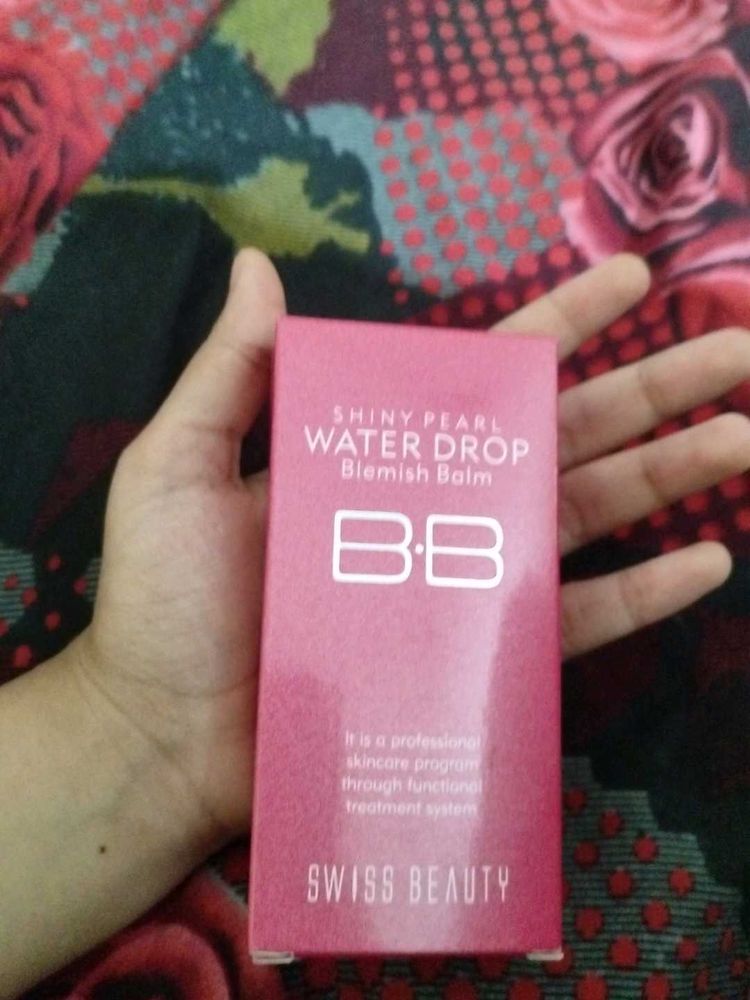 SHINY PEARL
WATER DROP
Blemish Balm
B·B
It is a professional
skincare program
through functional
treatment system
SWISS BEAUTY